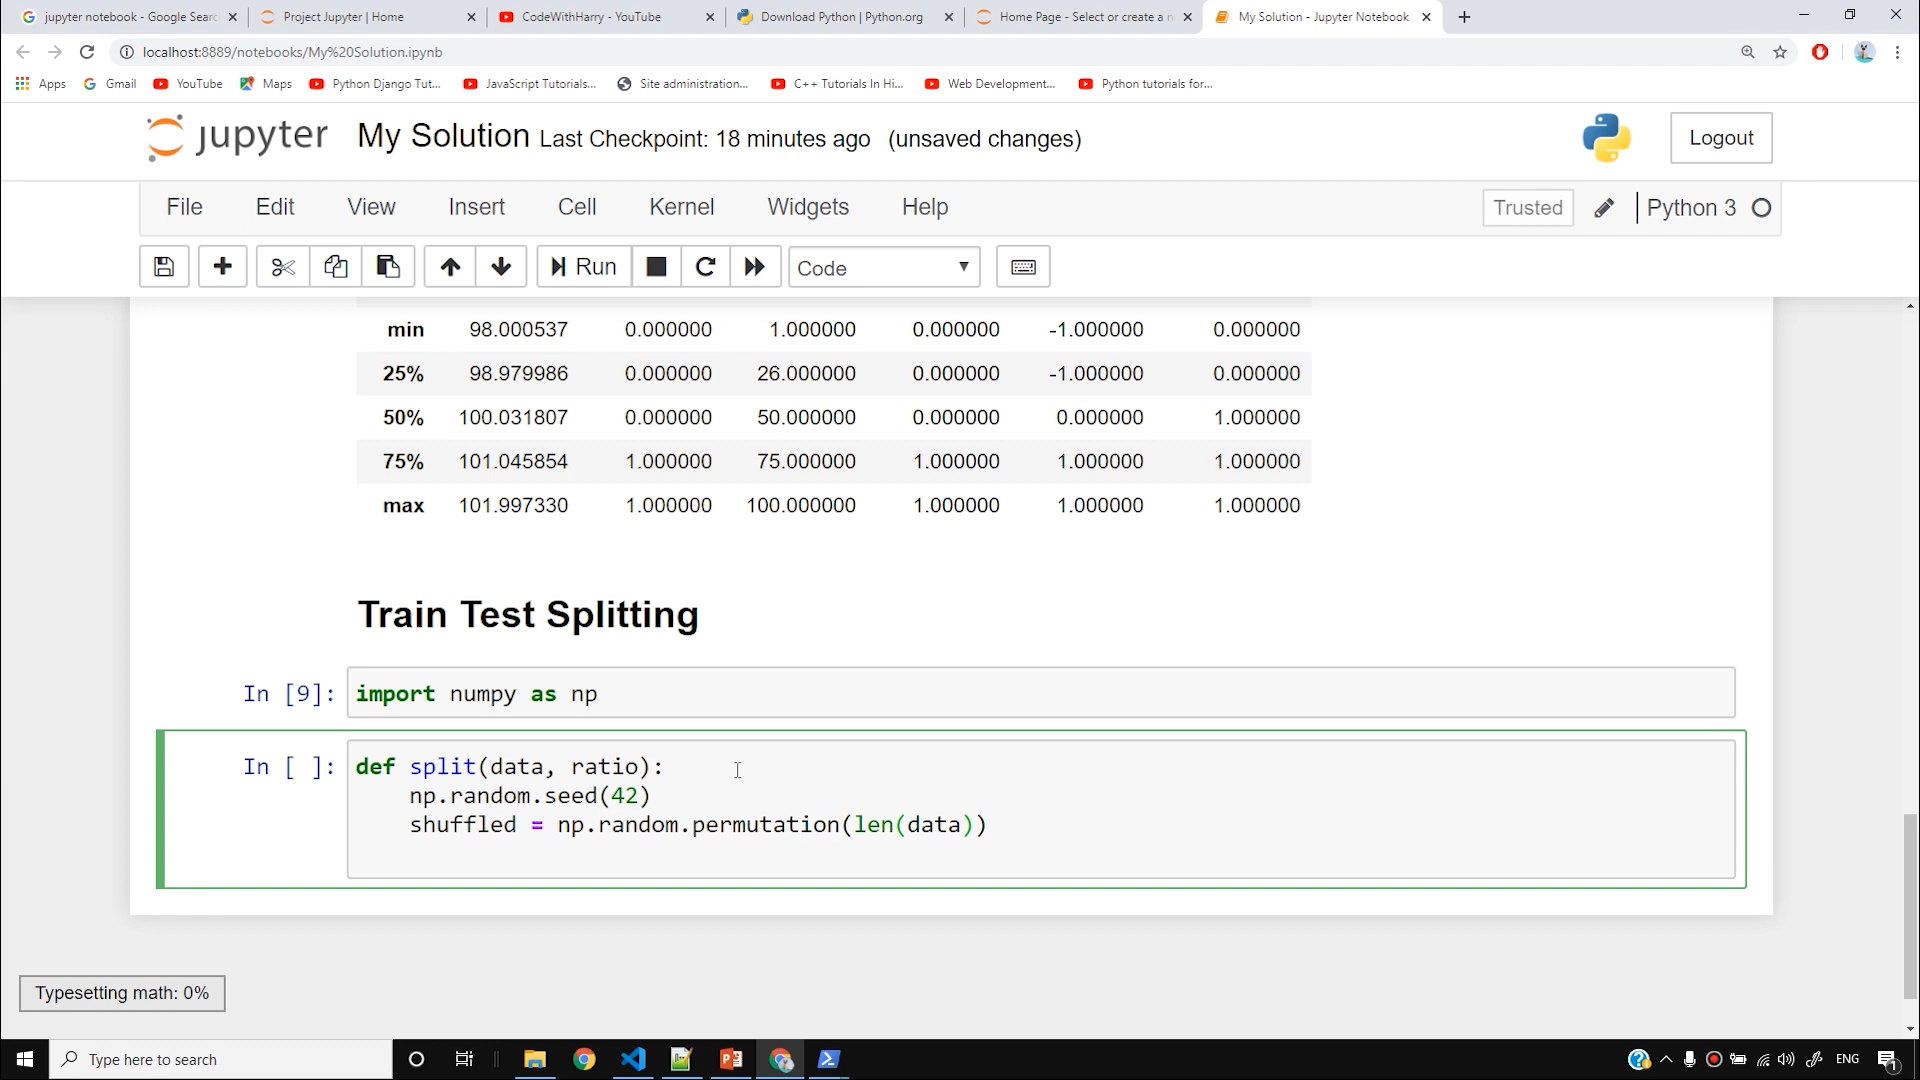 jupyter notebook - Google Searc
Project Jupyter | Home
CodeWithHarry - YouTube
Download Python | Python.org
Home Page - Select or create a n
My Solution - Jupyter Notebook
localhost:8889/notebooks/My%20Solution.ipynb
Apps
Gmail
YouTube
Maps
Python Django Tut...
JavaScript Tutorials...
Site administration...
C++ Tutorials In Hi...
Web Development...
Python tutorials for...
jupyter
My Solution Last Checkpoint: 18 minutes ago (unsaved changes)
Logout
File Edit View Insert Cell Kernel Widgets Help
Trusted
Python 3
Run
Code
min 98.000537 0.000000 1.000000 0.000000 -1.000000 0.000000
25% 98.979986 0.000000 26.000000 0.000000 -1.000000 0.000000
50% 100.031807 0.000000 50.000000 0.000000 0.000000 1.000000
75% 101.045854 1.000000 75.000000 1.000000 1.000000 1.000000
max 101.997330 1.000000 100.000000 1.000000 1.000000 1.000000
Train Test Splitting
In [9]: import numpy as np
In [ ]: def split(data, ratio):
np.random.seed(42)
shuffled = np.random.permutation(len(data))
Typesetting math: 0%
Type here to search
ENG
1